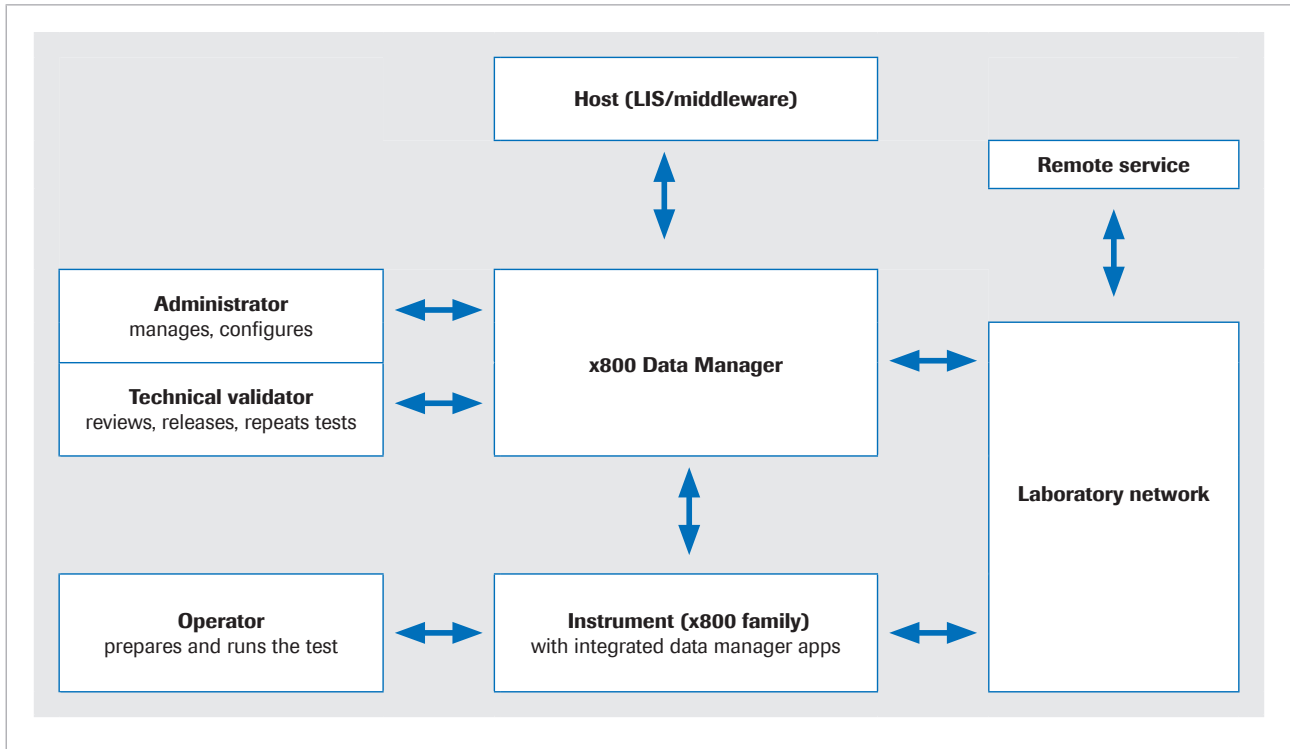 Host (LIS/middleware)
Remote service
Administrator
manages, configures
Technical validator
reviews, releases, repeats tests
x800 Data Manager
Laboratory network
Operator
prepares and runs the test
Instrument (x800 family)
with integrated data manager apps